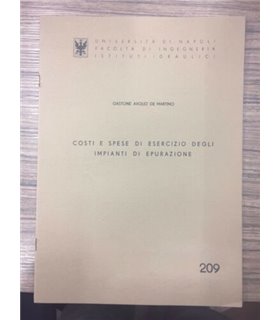 UNIVERSITÀ DI NAPOLI
FACOLTÀ DI INGEGNERIA
ISTITUTI IDRAULICI
GASTONE AVOLIO DE MARTINO
COSTI E SPESE DI ESERCIZIO DEGLI
IMPIANTI DI EPURAZIONE
209